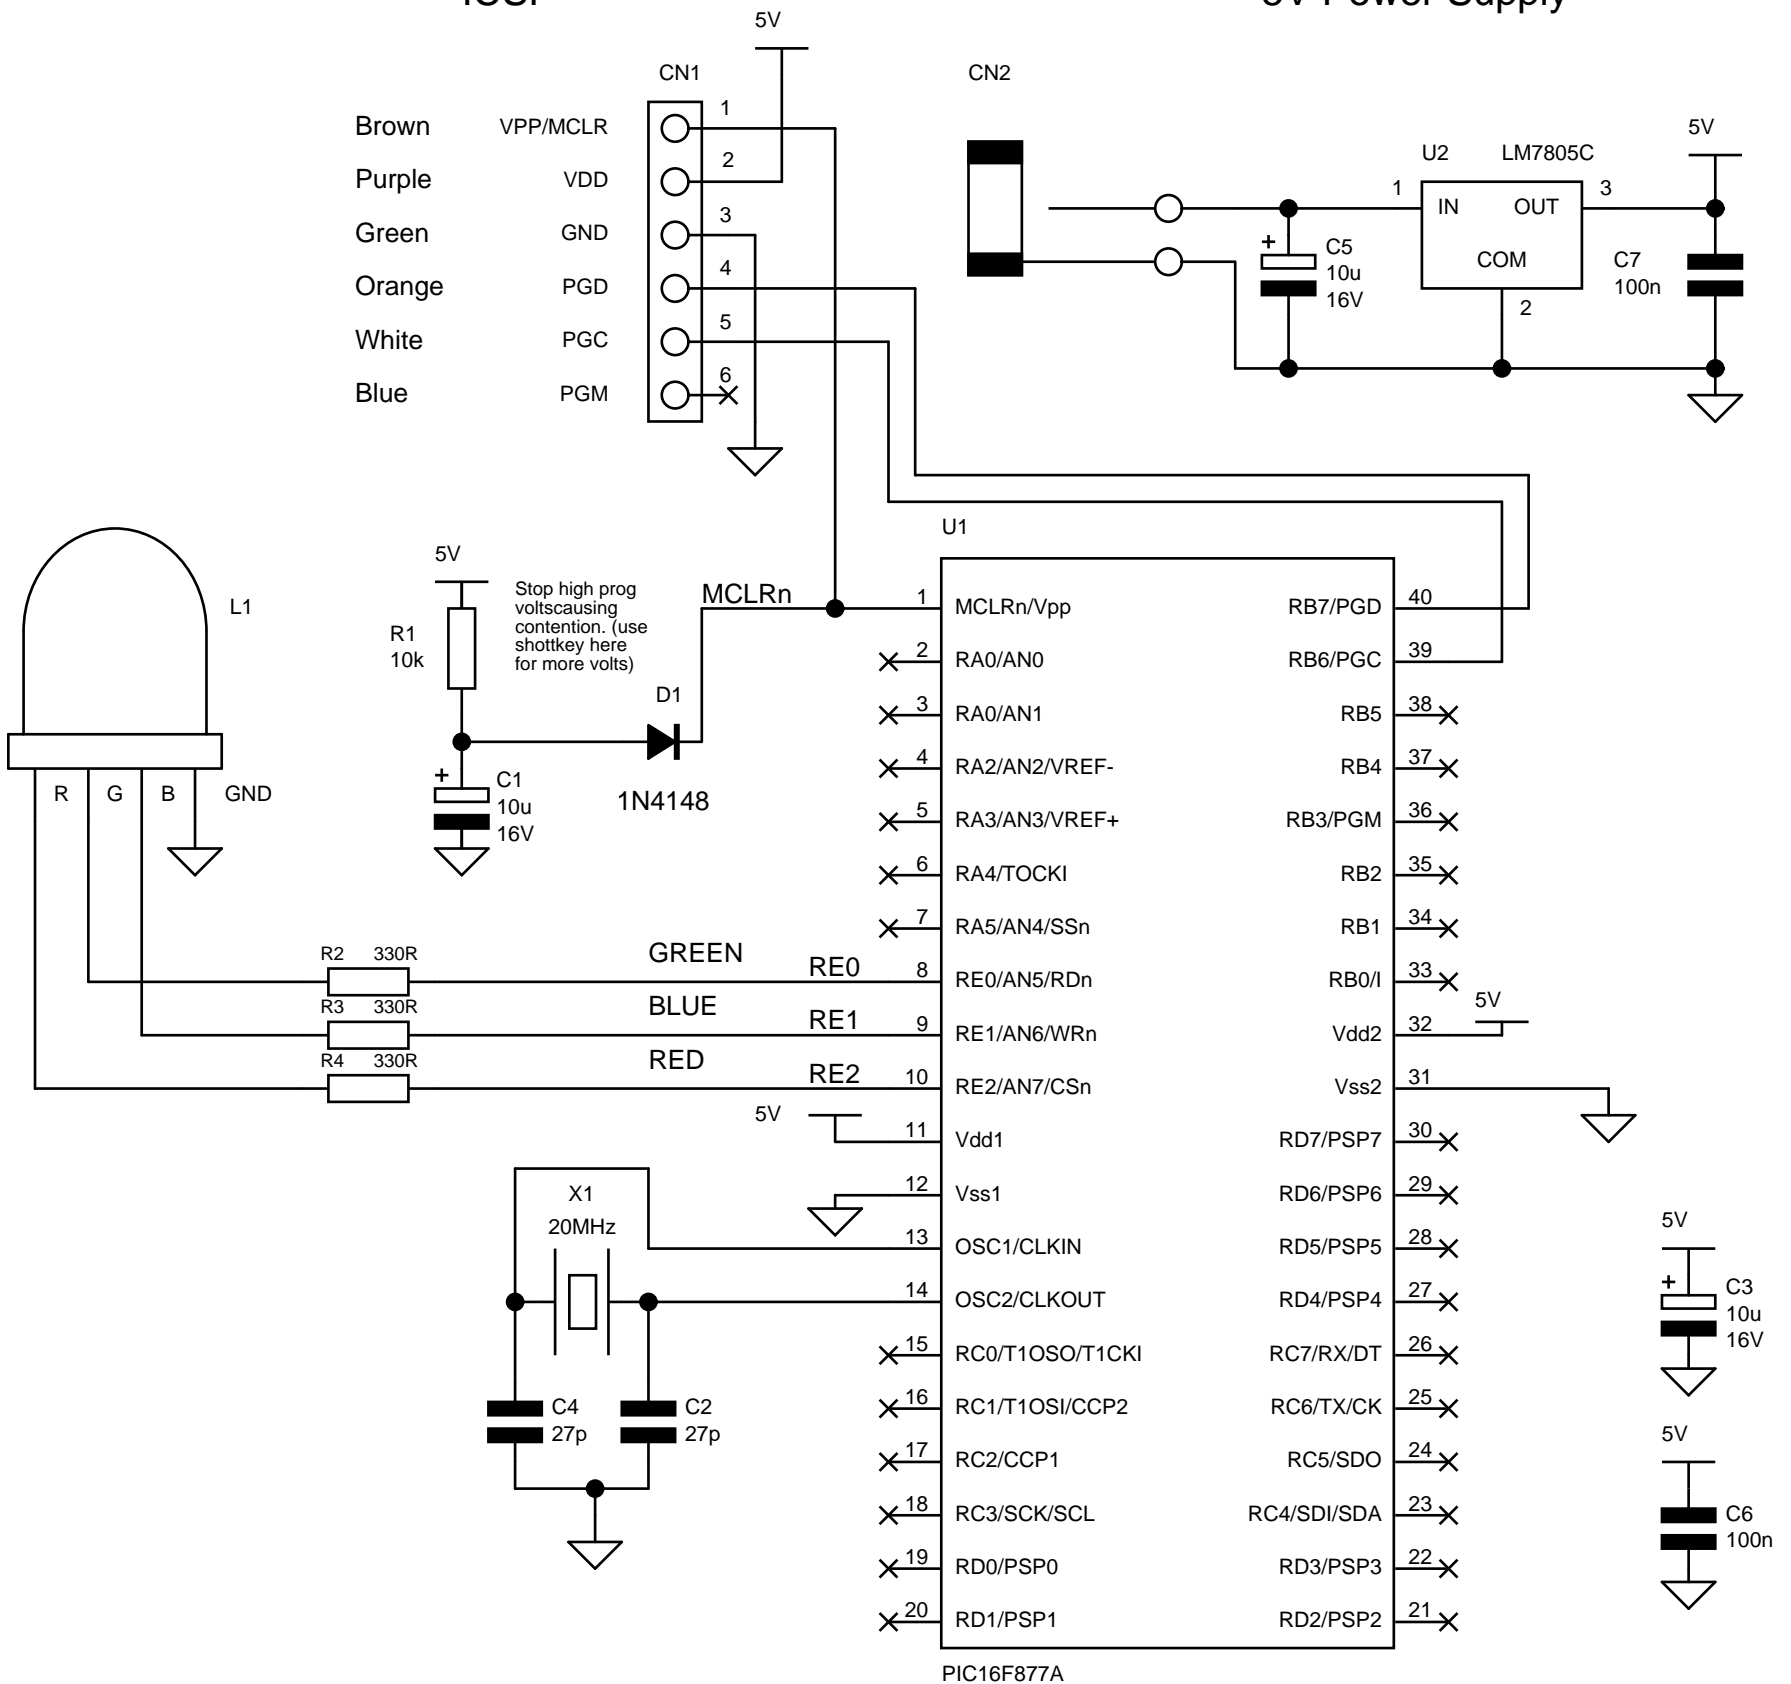 5V
CN1
Brown VPP/MCLR 1
Purple VDD 2
Green GND 3
Orange PGD 4
White PGC 5
Blue PGM 6
CN2
5V
U2 LM7805C
1 IN OUT 3
COM
2
C5
10u
16V
+
C7
100n
L1
R G B GND
5V
R1
10k
Stop high prog
voltscausing
contention. (use
shottkey here
for more volts)
D1
1N4148
+
C1
10u
16V
MCLRn
R2 330R GREEN RE0
R3 330R BLUE RE1
R4 330R RED RE2
5V
X1
20MHz
C4
27p
C2
27p
U1
1 MCLRn/Vpp RB7/PGD 40
2 RA0/AN0 RB6/PGC 39
3 RA0/AN1 RB5 38
4 RA2/AN2/VREF- RB4 37
5 RA3/AN3/VREF+ RB3/PGM 36
6 RA4/TOCKI RB2 35
7 RA5/AN4/SSn RB1 34
8 RE0/AN5/RDn RB0/I 33
9 RE1/AN6/WRn Vdd2 32
10 RE2/AN7/CSn Vss2 31
11 Vdd1 RD7/PSP7 30
12 Vss1 RD6/PSP6 29
13 OSC1/CLKIN RD5/PSP5 28
14 OSC2/CLKOUT RD4/PSP4 27
15 RC0/T1OSO/T1CKI RC7/RX/DT 26
16 RC1/T1OSI/CCP2 RC6/TX/CK 25
17 RC2/CCP1 RC5/SDO 24
18 RC3/SCK/SCL RC4/SDI/SDA 23
19 RD0/PSP0 RD3/PSP3 22
20 RD1/PSP1 RD2/PSP2 21
PIC16F877A
5V
5V
+
C3
10u
16V
5V
C6
100n